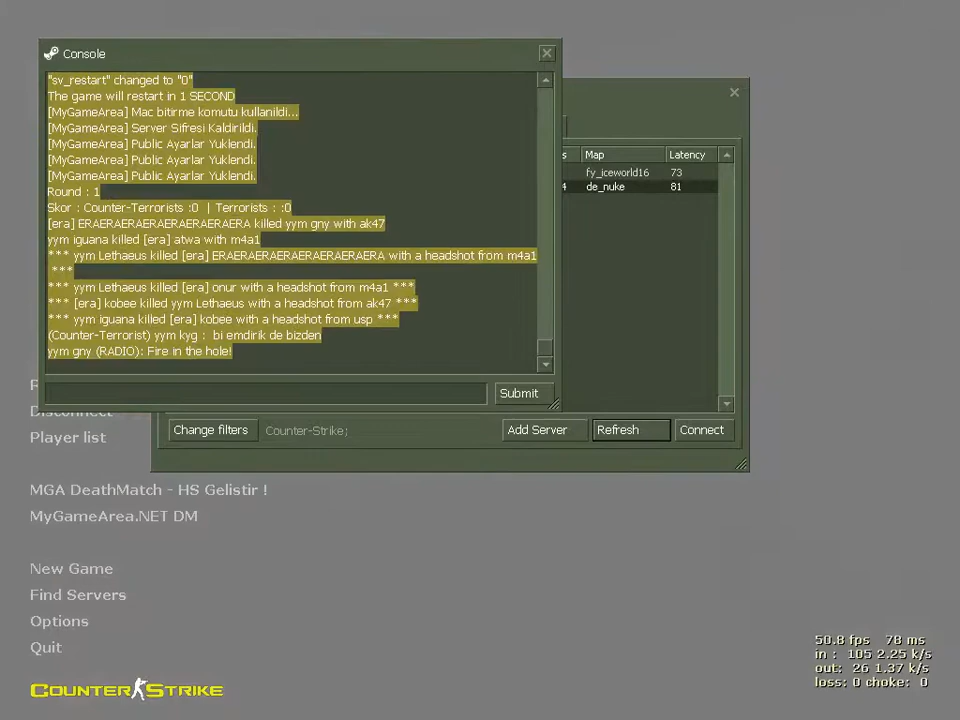 Console
"sv_restart" changed to "0"
The game will restart in 1 SECOND
[MyGameArea] Mac bitirme komutu kullanildi...
[MyGameArea] Server Sifresi Kaldirildi.
[MyGameArea] Public Ayarlar Yuklendi.
[MyGameArea] Public Ayarlar Yuklendi.
[MyGameArea] Public Ayarlar Yuklendi.
Round : 1
Skor : Counter-Terrorists :0 | Terrorists : :0
[era] ERAERAERAERAERAERAERA killed yym gny with ak47
yym iguana killed [era] atwa with m4a1
*** yym Lethaeus killed [era] ERAERAERAERAERAERAERA with a headshot from m4a1
***
*** yym Lethaeus killed [era] onur with a headshot from m4a1 ***
*** [era] kobee killed yym Lethaeus with a headshot from ak47 ***
*** yym iguana killed [era] kobee with a headshot from usp ***
(Counter-Terrorist) yym kyg : bi emdirik de bizden
yym gny (RADIO): Fire in the hole!
Submit
Map Latency
fy_iceworld16 73
de_nuke 81
Change filters Counter-Strike; Add Server Refresh Connect
Disconnect
Player list
MGA DeathMatch - HS Gelistir !
MyGameArea.NET DM
New Game
Find Servers
Options
Quit
COUNTER STRIKE
50.8 fps 78 ms
in : 105 2.25 k/s
out: 26 1.37 k/s
loss: 0 choke: 0